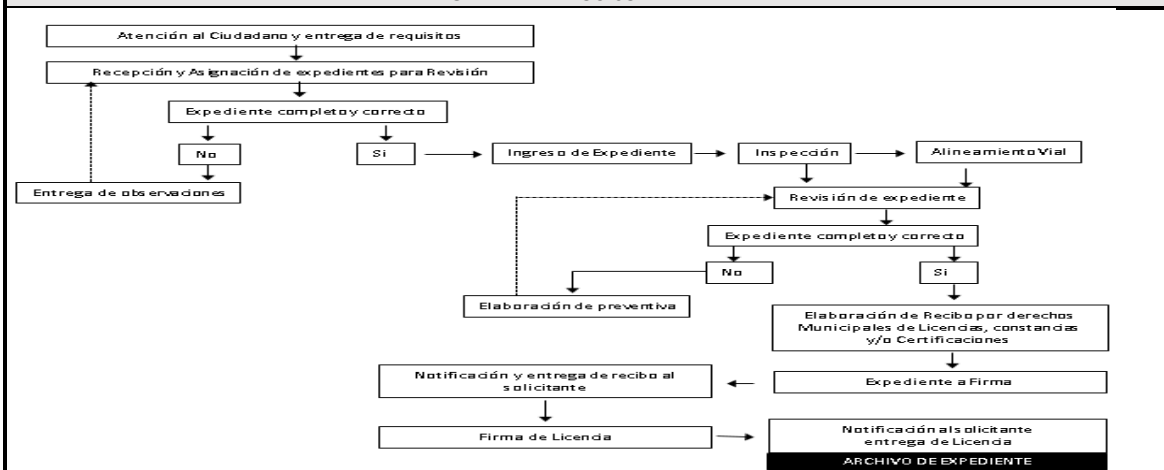 Atención al Ciudadano y entrega de requisitos
Recepción y Asignación de expedientes para Revisión
Expediente completo y correcto
No
Si
Ingreso de Expediente
Inspección
Alineamiento Vial
Entrega de observaciones
Revisión de expediente
Expediente completo y correcto
No
Si
Elaboración de preventiva
Elaboración de Recibo por derechos
Municipales de Licencias, constancias
y/o Certificaciones
Notificación y entrega de recibo al
solicitante
Expediente a Firma
Firma de Licencia
Notificación al solicitante
entrega de Licencia
ARCHIVO DE EXPEDIENTE